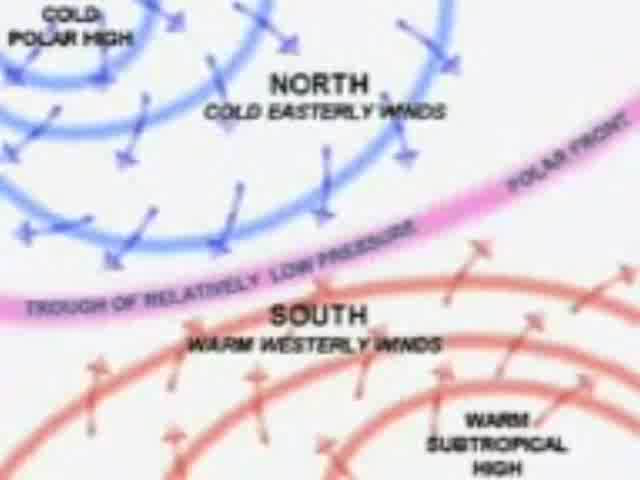 COLD
POLAR HIGH
NORTH
COLD EASTERLY WINDS
POLAR FRONT
TROUGH OF RELATIVELY LOW PRESSURE
SOUTH
WARM WESTERLY WINDS
WARM
SUBTROPICAL
HIGH